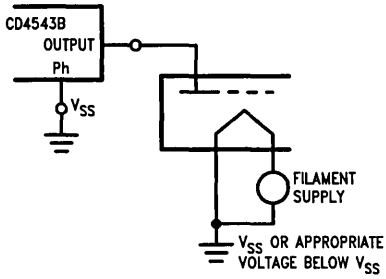 CD4543B
OUTPUT
Ph
VSS
FILAMENT
SUPPLY
VSS OR APPROPRIATE
VOLTAGE BELOW VSS